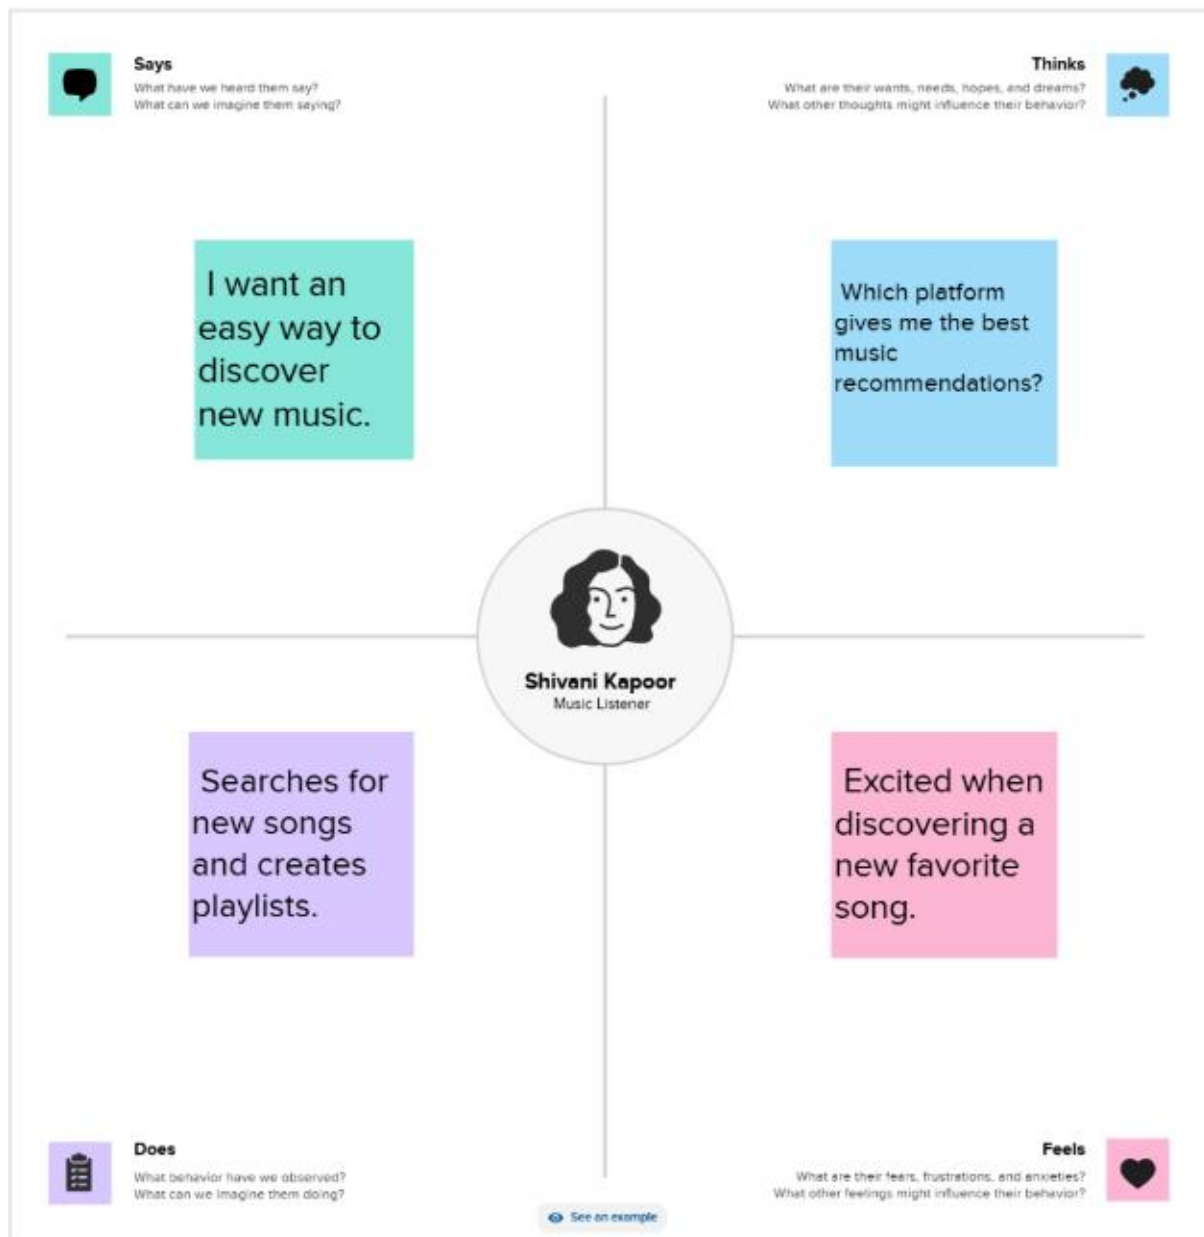 Says
What have we heard them say?
What can we imagine them saying?
Thinks
What are their wants, needs, hopes, and dreams?
What other thoughts might influence their behavior?
I want an
easy way to
discover
new music.
Which platform
gives me the best
music
recommendations?
Shivani Kapoor
Music Listener
Searches for
new songs
and creates
playlists.
Excited when
discovering a
new favorite
song.
Does
What behavior have we observed?
What can we imagine them doing?
Feels
What are their fears, frustrations, and anxieties?
What other feelings might influence their behavior?
See an example